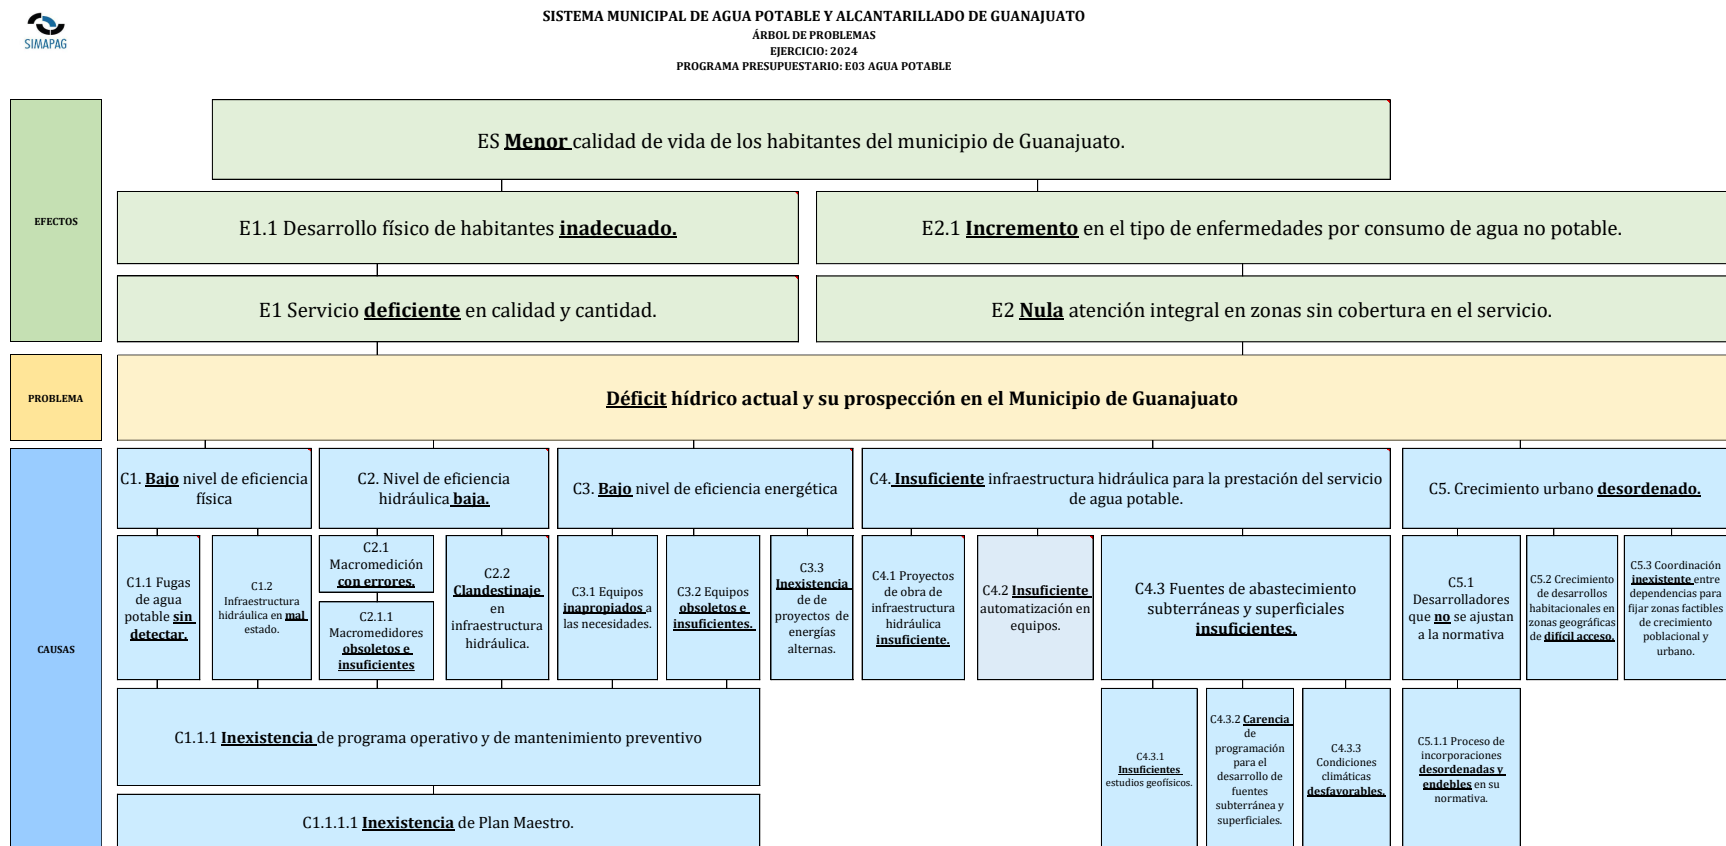 SIMAPAG
SISTEMA MUNICIPAL DE AGUA POTABLE Y ALCANTARILLADO DE GUANAJUATO
ÁRBOL DE PROBLEMAS
EJERCICIO: 2024
PROGRAMA PRESUPUESTARIO: E03 AGUA POTABLE
EFECTOS
ES Menor calidad de vida de los habitantes del municipio de Guanajuato.
E1.1 Desarrollo físico de habitantes inadecuado.
E2.1 Incremento en el tipo de enfermedades por consumo de agua no potable.
E1 Servicio deficiente en calidad y cantidad.
E2 Nula atención integral en zonas sin cobertura en el servicio.
PROBLEMA
Déficit hídrico actual y su prospección en el Municipio de Guanajuato
CAUSAS
C1. Bajo nivel de eficiencia
física
C2. Nivel de eficiencia
hidráulica baja.
C3. Bajo nivel de eficiencia energética
C4. Insuficiente infraestructura hidráulica para la prestación del servicio
de agua potable.
C5. Crecimiento urbano desordenado.
C1.1 Fugas
de agua
potable sin
detectar.
C1.2
Infraestructura
hidráulica en mal
estado.
C2.1
Macromedición
con errores.
C2.1.1
Macromedidores
obsoletos e
insuficientes
C2.2
Clandestinaje
en
infraestructura
hidráulica.
C3.1 Equipos
inapropiados a
las necesidades.
C3.2 Equipos
obsoletos e
insuficientes.
C3.3
Inexistencia
de de
proyectos de
energías
alternas.
C4.1 Proyectos
de obra de
infraestructura
hidráulica
insuficiente.
C4.2 Insuficiente
automatización en
equipos.
C4.3 Fuentes de abastecimiento
subterráneas y superficiales
insuficientes.
C5.1
Desarrolladores
que no se ajustan
a la normativa
C5.2 Crecimiento
de desarrollos
habitacionales en
zonas geográficas
de difícil acceso.
C5.3 Coordinación
inexistente entre
dependencias para
fijar zonas factibles
de crecimiento
poblacional y
urbano.
C1.1.1 Inexistencia de programa operativo y de mantenimiento preventivo
C1.1.1.1 Inexistencia de Plan Maestro.
C4.3.1
Insuficientes
estudios geofísicos.
C4.3.2 Carencia
de
programación
para el
desarrollo de
fuentes
subterránea y
superficiales.
C4.3.3
Condiciones
climáticas
desfavorables.
C5.1.1 Proceso de
incorporaciones
desordenadas y
endebles en su
normativa.